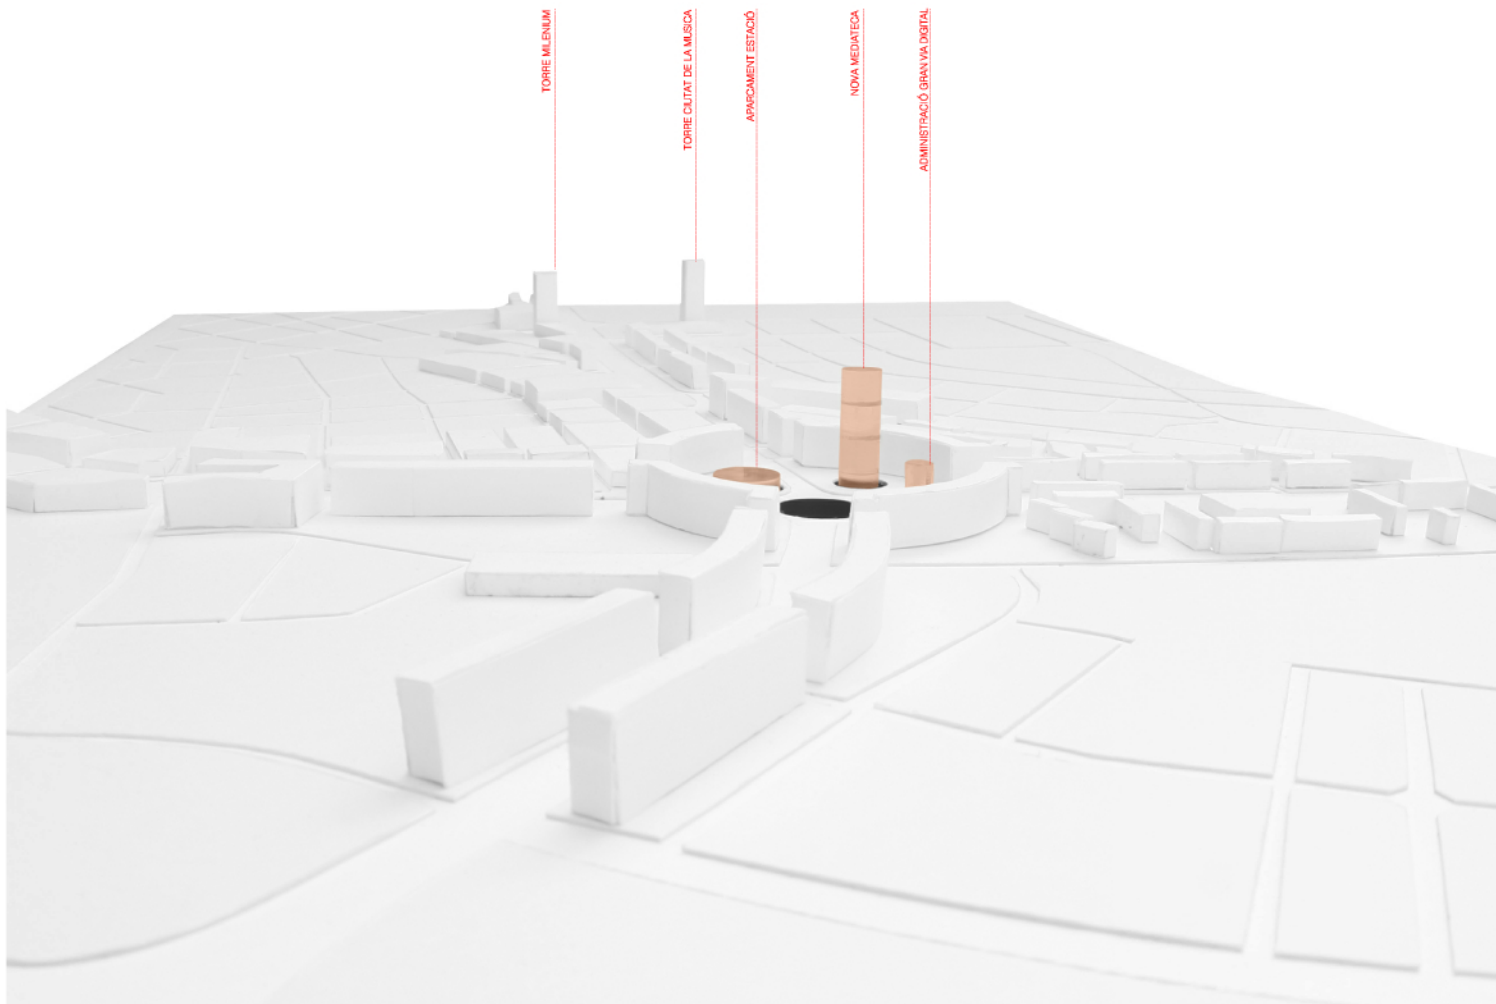 TORRE MILENIUM
TORRE CIUTAT DE LA MUSICA
APARCAMENT ESTACIÓ
NOVA MEDIATECA
ADMINISTRACIÓ GRAN VIA DIGITAL